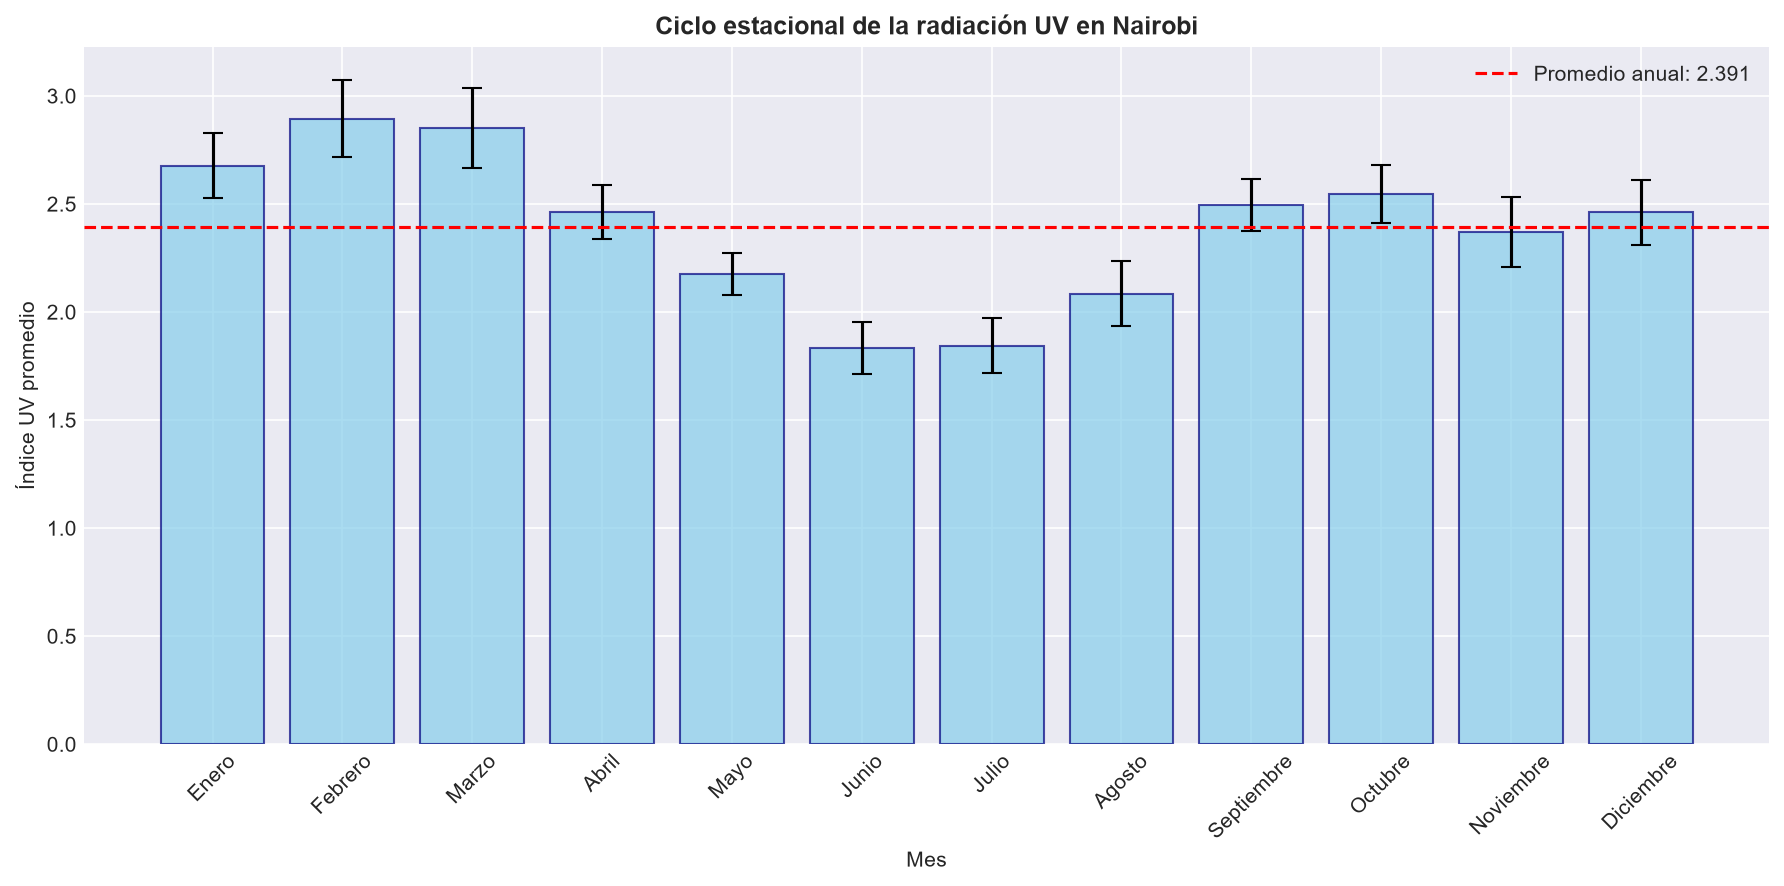 Ciclo estacional de la radiación UV en Nairobi
Promedio anual: 2.391
Índice UV promedio
3.0
2.5
2.0
1.5
1.0
0.5
0.0
Enero
Febrero
Marzo
Abril
Mayo
Junio
Julio
Agosto
Septiembre
Octubre
Noviembre
Diciembre
Mes